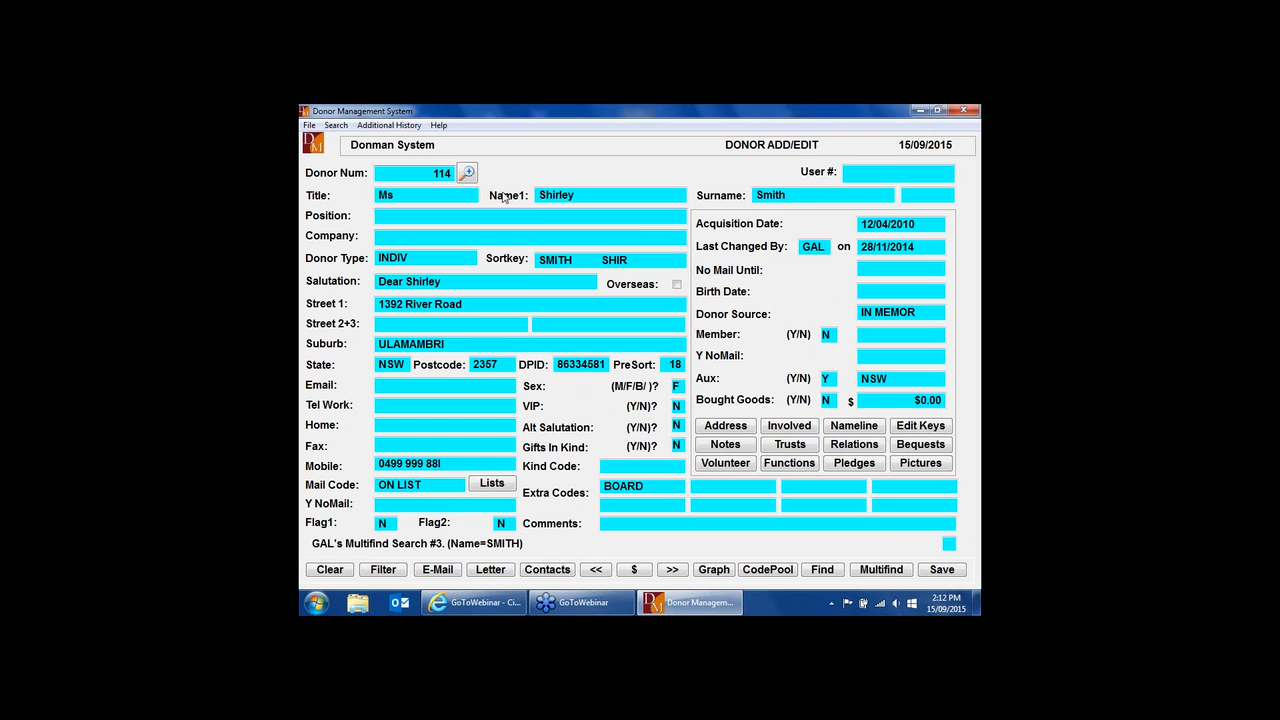 Donor Management System
File Search Additional History Help
DM Donman System DONOR ADD/EDIT 15/09/2015
Donor Num: 114 User #:
Title: Ms Name1: Shirley Surname: Smith
Position:
Company:
Donor Type: INDIV Sortkey: SMITH SHIR
Salutation: Dear Shirley Overseas:
Street 1: 1392 River Road
Street 2+3:
Suburb: ULAMAMBRI
State: NSW Postcode: 2357 DPID: 86334581 PreSort: 18
Email: Sex: (M/F/B/ )? F
Tel Work: VIP: (Y/N)? N
Home: Alt Salutation: (Y/N)? N
Fax: Gifts In Kind: (Y/N)? N
Mobile: 0499 999 88l Kind Code:
Mail Code: ON LIST Lists Extra Codes: BOARD
Y NoMail:
Flag1: N Flag2: N Comments:
Acquisition Date: 12/04/2010
Last Changed By: GAL on 28/11/2014
No Mail Until:
Birth Date:
Donor Source: IN MEMOR
Member: (Y/N) N
Y NoMail:
Aux: (Y/N) Y NSW
Bought Goods: (Y/N) N $ $0.00
Address Involved Nameline Edit Keys
Notes Trusts Relations Bequests
Volunteer Functions Pledges Pictures
GAL's Multifind Search #3. (Name=SMITH)
Clear Filter E-Mail Letter Contacts << $ >> Graph CodePool Find Multifind Save
GoToWebinar - Ci... GoToWebinar DM Donor Managem... 2:12 PM
15/09/2015